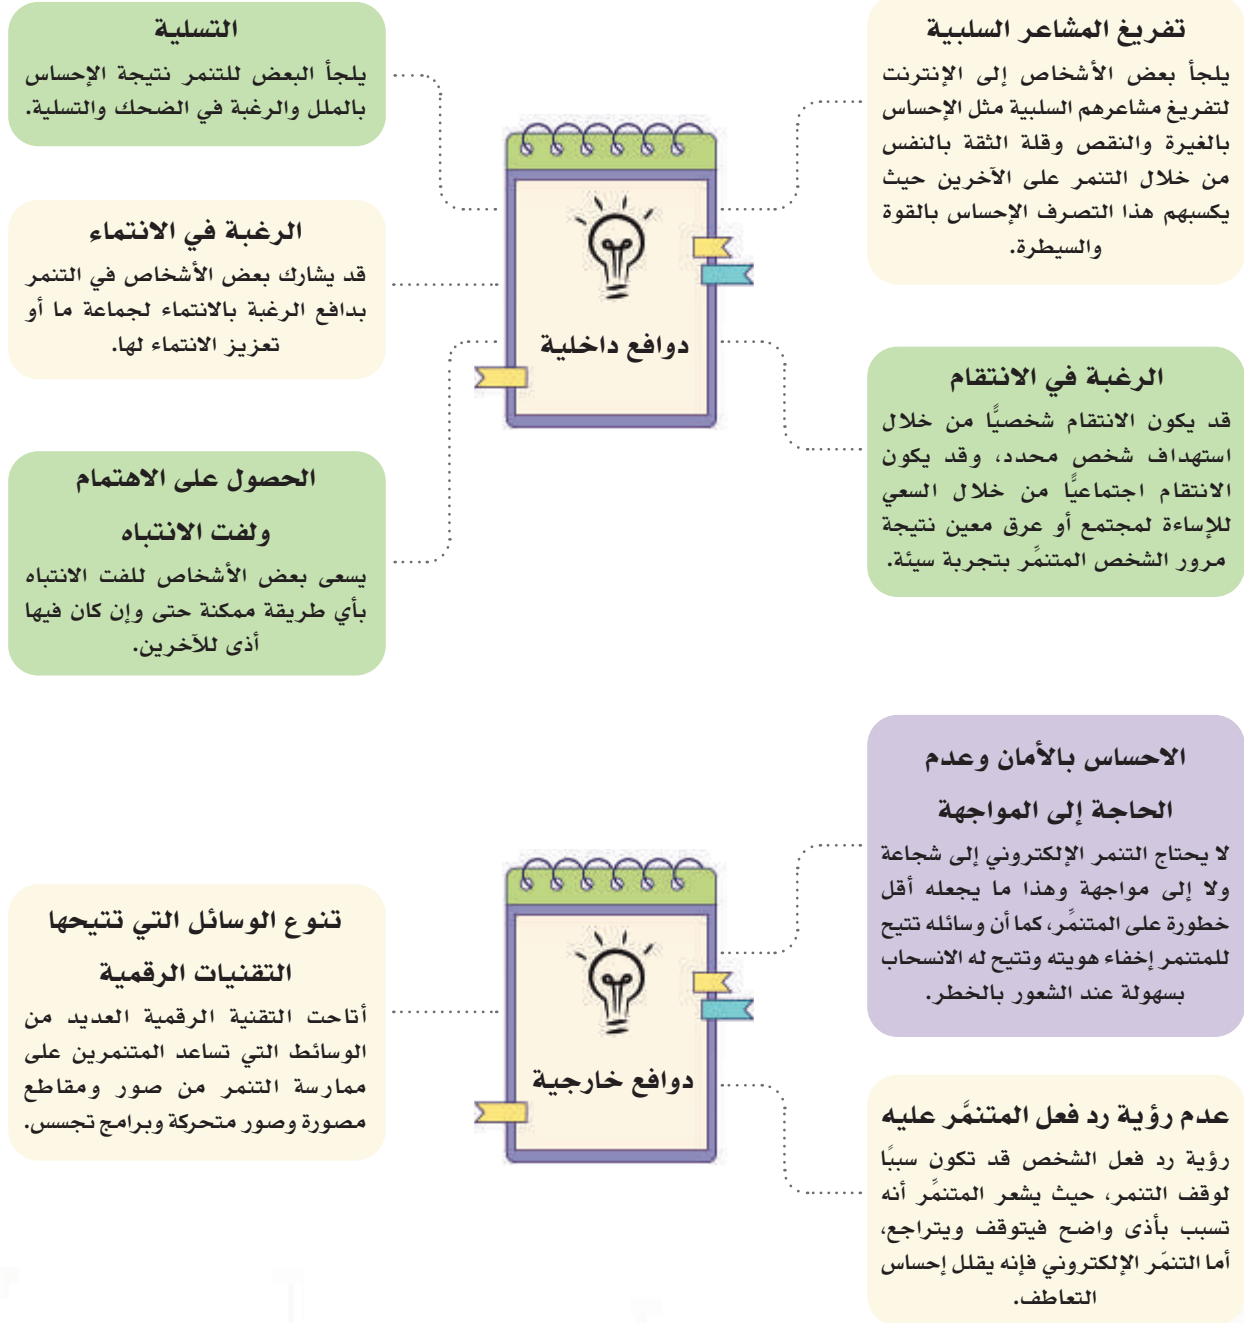 تفريغ المشاعر السلبية
يلجأ بعض الأشخاص إلى الإنترنت
لتفريغ مشاعرهم السلبية مثل الإحساس
بالغيرة والنقص وقلة الثقة بالنفس
من خلال التنمر على الآخرين حيث
يكسبهم هذا التصرف الإحساس بالقوة
والسيطرة.
الرغبة في الانتقام
قد يكون الانتقام شخصيًّا من خلال
استهداف شخص محدد، وقد يكون
الانتقام اجتماعيًّا من خلال السعي
للإساءة لمجتمع أو عرق معين نتيجة
مرور الشخص المتنمِّر بتجربة سيئة.
دوافع داخلية
التسلية
يلجأ البعض للتنمر نتيجة الإحساس
بالملل والرغبة في الضحك والتسلية.
الرغبة في الانتماء
قد يشارك بعض الأشخاص في التنمر
بدافع الرغبة بالانتماء لجماعة ما أو
تعزيز الانتماء لها.
الحصول على الاهتمام
ولفت الانتباه
يسعى بعض الأشخاص للفت الانتباه
بأي طريقة ممكنة حتى وإن كان فيها
أذى للآخرين.
الاحساس بالأمان وعدم
الحاجة إلى المواجهة
لا يحتاج التنمر الإلكتروني إلى شجاعة
ولا إلى مواجهة وهذا ما يجعله أقل
خطورة على المتنمِّر، كما أن وسائله تتيح
للمتنمر إخفاء هويته وتتيح له الانسحاب
بسهولة عند الشعور بالخطر.
عدم رؤية رد فعل المتنمَّر عليه
رؤية رد فعل الشخص قد تكون سببًا
لوقف التنمر، حيث يشعر المتنمِّر أنه
تسبب بأذى واضح فيتوقف ويتراجع،
أما التنمّر الإلكتروني فإنه يقلل إحساس
التعاطف.
دوافع خارجية
تنوع الوسائل التي تتيحها
التقنيات الرقمية
أتاحت التقنية الرقمية العديد من
الوسائط التي تساعد المتنمرين على
ممارسة التنمر من صور ومقاطع
مصورة وصور متحركة وبرامج تجسس.